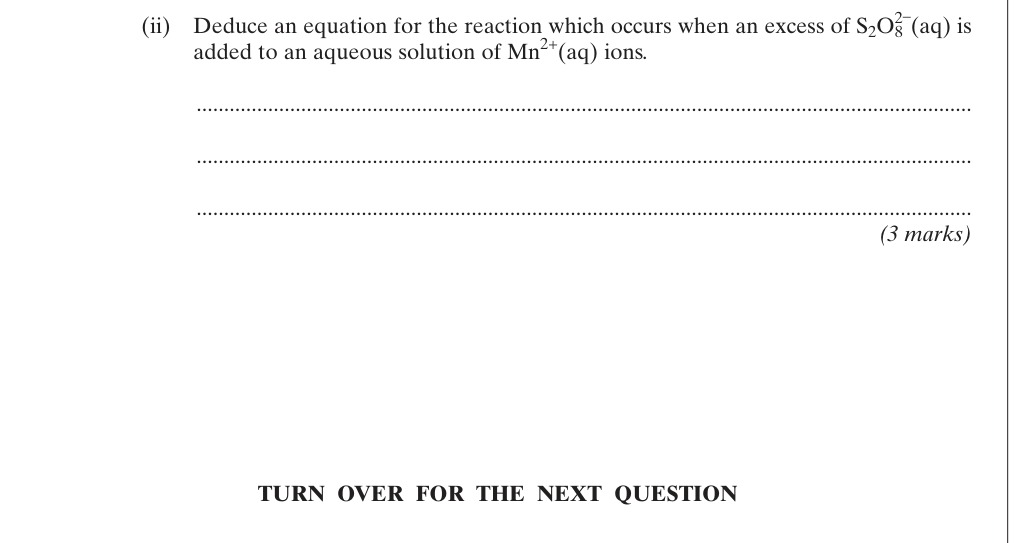 (ii) Deduce an equation for the reaction which occurs when an excess of S₂O₈²⁻(aq) is
added to an aqueous solution of Mn²⁺(aq) ions.
................................................................................
................................................................................
................................................................................
(3 marks)
TURN OVER FOR THE NEXT QUESTION